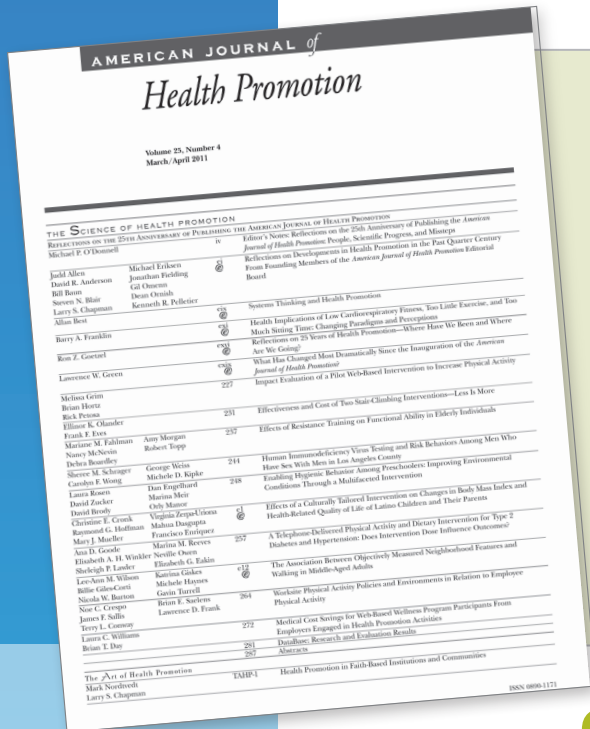 AMERICAN JOURNAL of
Health Promotion
Volume 25, Number 4
March/April 2011
THE SCIENCE OF HEALTH PROMOTION
REFLECTIONS ON THE 25TH ANNIVERSARY OF PUBLISHING THE AMERICAN JOURNAL OF HEALTH PROMOTION
Michael P. O'Donnell iv Editor's Notes: Reflections on the 25th Anniversary of Publishing the American
Journal of Health Promotion: People, Scientific Progress, and Missteps
Judd Allen Michael Eriksen vi Reflections on Developments in Health Promotion in the Past Quarter Century
David R. Anderson Jonathan Fielding From Founding Members of the American Journal of Health Promotion Editorial
Bill Baun Gil Omenn Board
Steven N. Blair Dean Ornish
Larry S. Chapman Kenneth R. Pelletier
Allan Best Systems Thinking and Health Promotion
Barry A. Franklin Health Implications of Low Cardiorespiratory Fitness, Too Little Exercise, and Too
Much Sitting Time: Changing Paradigms and Perceptions
Ron Z. Goetzel Reflections on 25 Years of Health Promotion—Where Have We Been and Where
Are We Going?
Lawrence W. Green What Has Changed Most Dramatically Since the Inauguration of the American
Journal of Health Promotion?
Melissa Grim 227 Impact Evaluation of a Pilot Web-Based Intervention to Increase Physical Activity
Brian Hortz
Rick Petosa
Ellinor K. Olander 231 Effectiveness and Cost of Two Stair-Climbing Interventions—Less Is More
Frank F. Eves
Mariane M. Fahlman Amy Morgan 237 Effects of Resistance Training on Functional Ability in Elderly Individuals
Nancy McNevin Robert Topp
Debra Boardley
Sheree M. Schrager George Weiss 244 Human Immunodeficiency Virus Testing and Risk Behaviors Among Men Who
Carolyn F. Wong Michele D. Kipke Have Sex With Men in Los Angeles County
Laura Rosen Dan Engelhard 248 Enabling Hygienic Behavior Among Preschoolers: Improving Environmental
David Zucker Marina Meir Conditions Through a Multifaceted Intervention
David Brody Orly Manor
Christine E. Cronk Virginia Zerpa-Uriona e1 Effects of a Culturally Tailored Intervention on Changes in Body Mass Index and
Raymond G. Hoffman Mahua Dasgupta Health-Related Quality of Life of Latino Children and Their Parents
Mary J. Mueller Francisco Enriquez
Ana D. Goode Marina M. Reeves 257 A Telephone-Delivered Physical Activity and Dietary Intervention for Type 2
Elisabeth A. H. Winkler Neville Owen Diabetes and Hypertension: Does Intervention Dose Influence Outcomes?
Sheleigh P. Lawler Elizabeth G. Eakin
Lee-Ann M. Wilson Katrina Giskes e12 The Association Between Objectively Measured Neighborhood Features and
Billie Giles-Corti Michele Haynes Walking in Middle-Aged Adults
Nicola W. Burton Gavin Turrell
Noe C. Crespo Brian E. Saelens 264 Worksite Physical Activity Policies and Environments in Relation to Employee
James F. Sallis Lawrence D. Frank Physical Activity
Terry L. Conway
Laura C. Williams 272 Medical Cost Savings for Web-Based Wellness Program Participants From
Brian T. Day Employers Engaged in Health Promotion Activities
281 DataBase: Research and Evaluation Results
287 Abstracts
The Art of Health Promotion
Mark Nordtvedt TAHP-1 Health Promotion in Faith-Based Institutions and Communities
Larry S. Chapman
ISSN 0890-1171